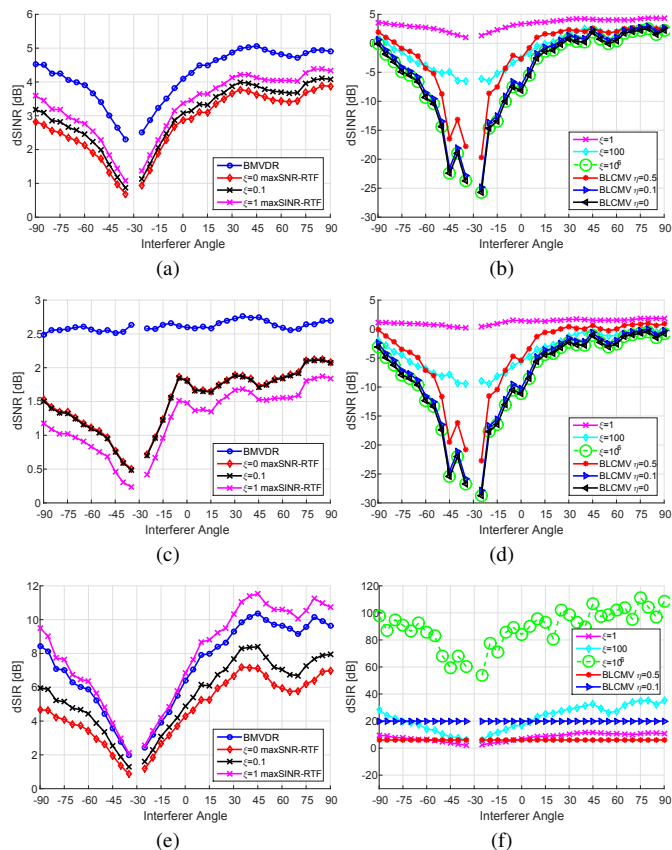 6
5
4
3
2
1
0
dSINR [dB]
-90 -75 -60 -45 -30 -15 0 15 30 45 60 75 90
Interferer Angle
BMVDR
ξ=0 maxSNR-RTF
ξ=0.1
ξ=1 maxSINR-RTF
(a)
5
0
-5
-10
-15
-20
-25
-30
dSINR [dB]
-90 -75 -60 -45 -30 -15 0 15 30 45 60 75 90
Interferer Angle
ξ=1
ξ=100
ξ=10⁶
BLCMV η=0.5
BLCMV η=0.1
BLCMV η=0
(b)
3
2.5
2
1.5
1
0.5
0
dSNR [dB]
-90 -75 -60 -45 -30 -15 0 15 30 45 60 75 90
Interferer Angle
BMVDR
ξ=0 maxSNR-RTF
ξ=0.1
ξ=1 maxSINR-RTF
(c)
5
0
-5
-10
-15
-20
-25
-30
dSNR [dB]
-90 -75 -60 -45 -30 -15 0 15 30 45 60 75 90
Interferer Angle
ξ=1
ξ=100
ξ=10⁶
BLCMV η=0.5
BLCMV η=0.1
BLCMV η=0
(d)
12
10
8
6
4
2
0
dSIR [dB]
-90 -75 -60 -45 -30 -15 0 15 30 45 60 75 90
Interferer Angle
BMVDR
ξ=0 maxSNR-RTF
ξ=0.1
ξ=1 maxSINR-RTF
(e)
120
100
80
60
40
20
0
-20
dSIR [dB]
-90 -75 -60 -45 -30 -15 0 15 30 45 60 75 90
Interferer Angle
ξ=1
ξ=100
ξ=10⁶
BLCMV η=0.5
BLCMV η=0.1
(f)